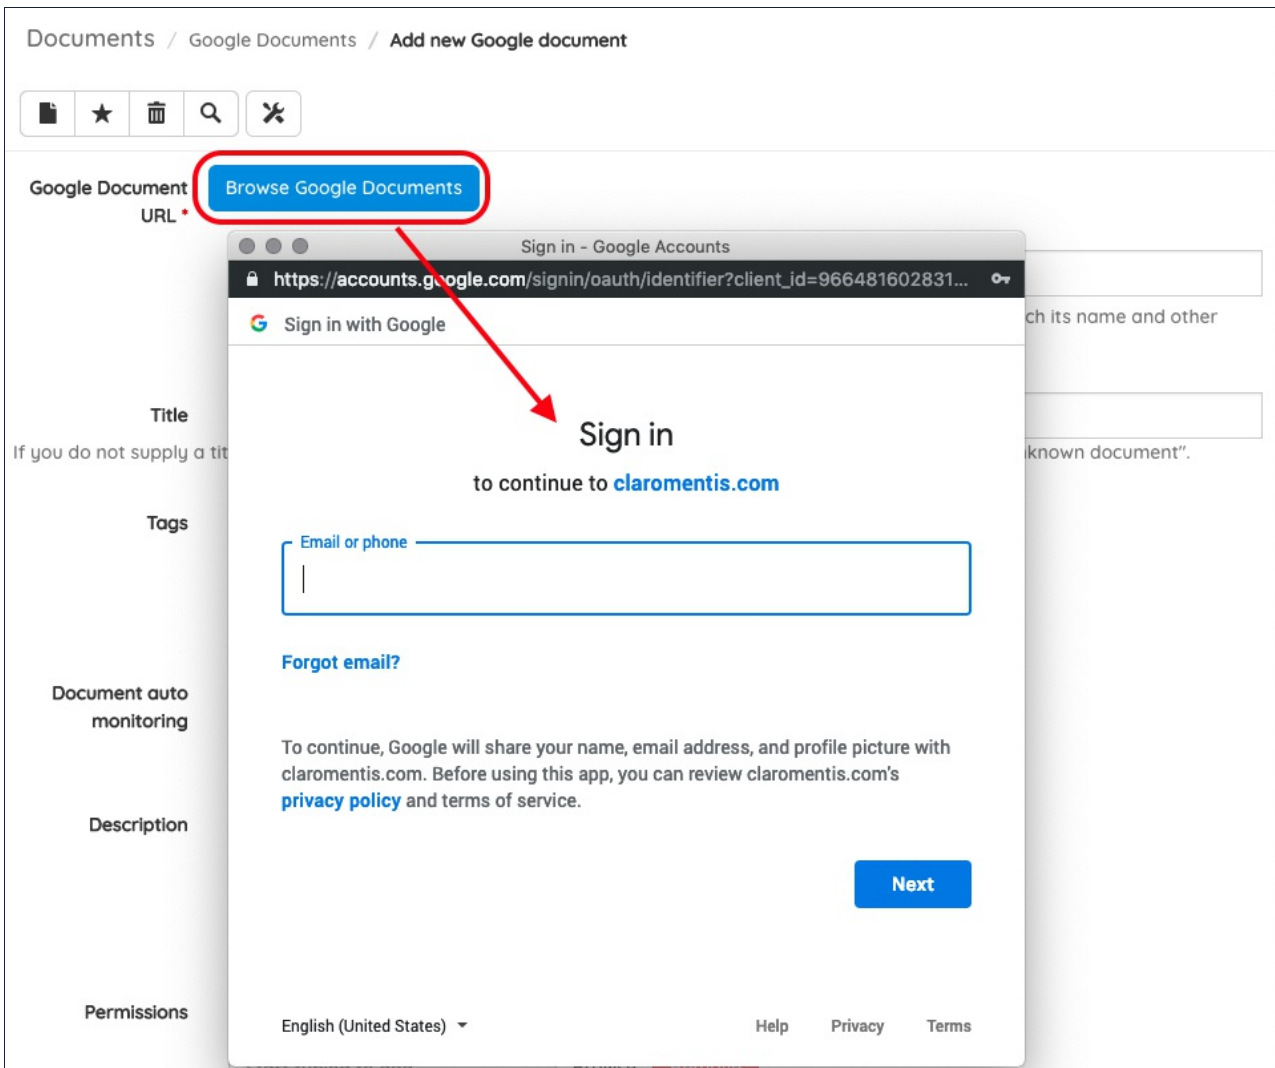 Documents / Google Documents / Add new Google document
Google Document
URL *
Browse Google Documents
Sign in - Google Accounts
https://accounts.google.com/signin/oauth/identifier?client_id=966481602831...
Sign in with Google
ch its name and other
Title
If you do not supply a tit
known document".
Sign in
to continue to claromentis.com
Tags
Email or phone
Forgot email?
Document auto
monitoring
To continue, Google will share your name, email address, and profile picture with
claromentis.com. Before using this app, you can review claromentis.com's
privacy policy and terms of service.
Description
Next
Permissions
English (United States)
Help Privacy Terms